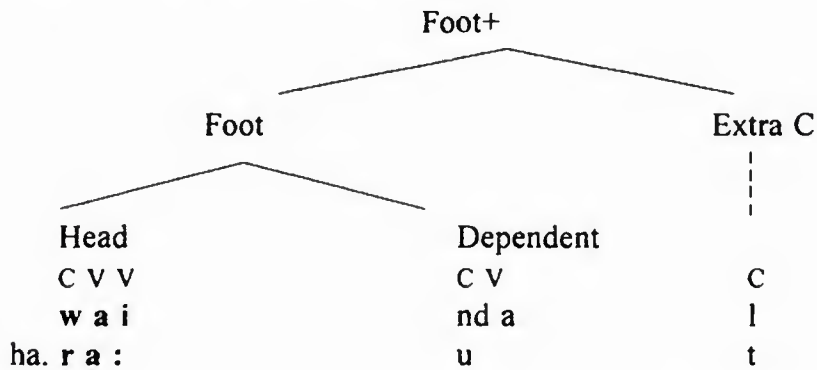 Foot+
Foot Extra C
Head Dependent
C V V C V C
w a i nd a l
ha. r a : u t